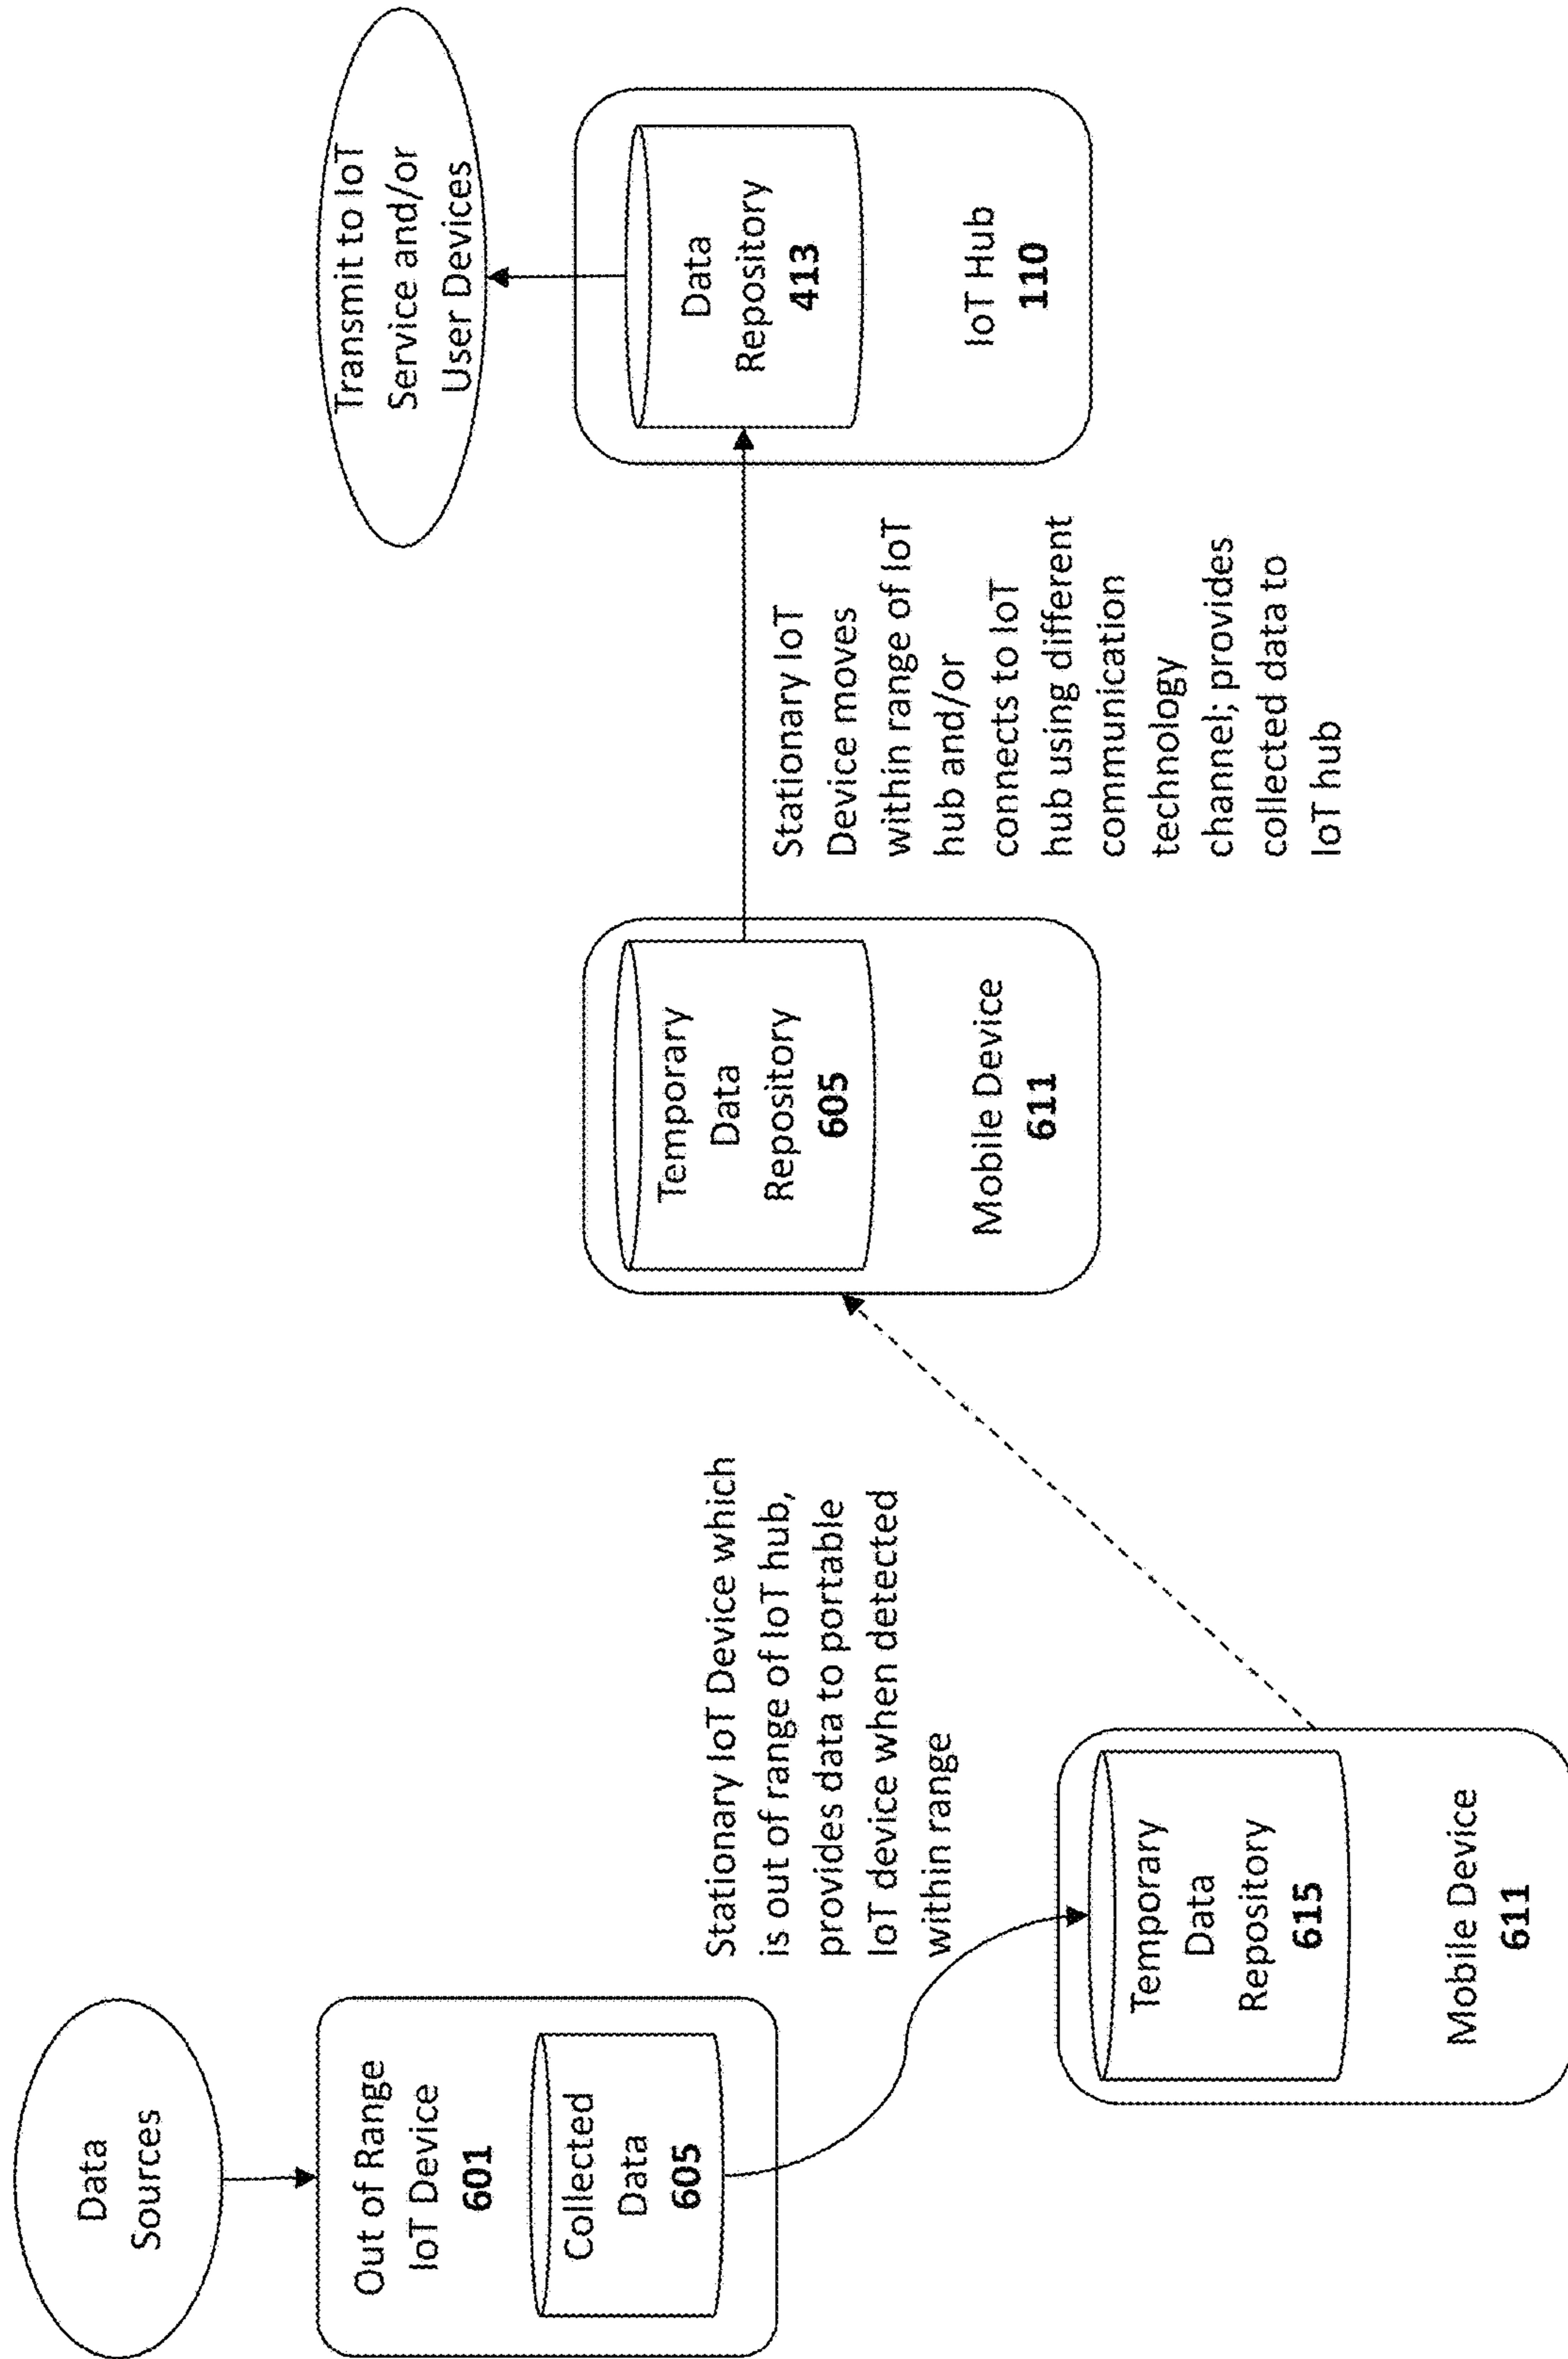 Data
Sources
Out of Range
IoT Device
601
Collected
Data
605
Stationary IoT Device which
is out of range of IoT hub,
provides data to portable
IoT device when detected
within range
Temporary
Data
Repository
615
Mobile Device
611
Temporary
Data
Repository
605
Mobile Device
611
Stationary IoT
Device moves
within range of IoT
hub and/or
connects to IoT
hub using different
communication
technology
channel; provides
collected data to
IoT hub
Transmit to IoT
Service and/or
User Devices
Data
Repository
413
IoT Hub
110